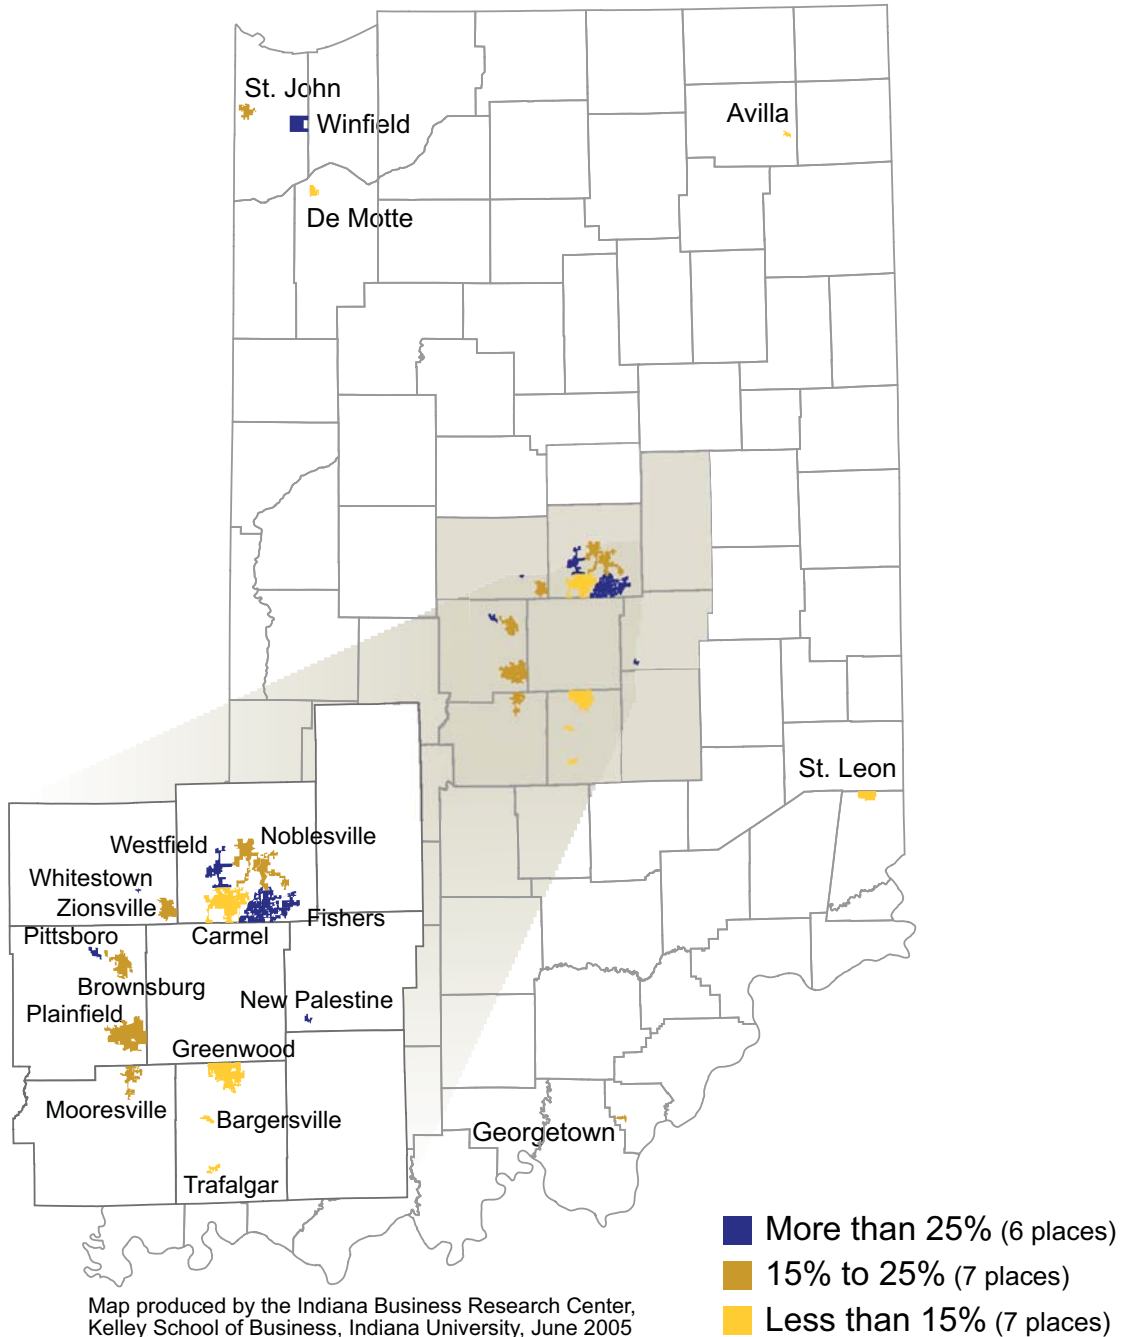 St. John
Winfield
Avilla
De Motte
St. Leon
Westfield
Noblesville
Whitestown
Zionsville
Fishers
Pittsboro
Carmel
Brownsburg
New Palestine
Plainfield
Greenwood
Mooresville
Bargersville
Georgetown
Trafalgar
More than 25% (6 places)
15% to 25% (7 places)
Less than 15% (7 places)
Map produced by the Indiana Business Research Center,
Kelley School of Business, Indiana University, June 2005